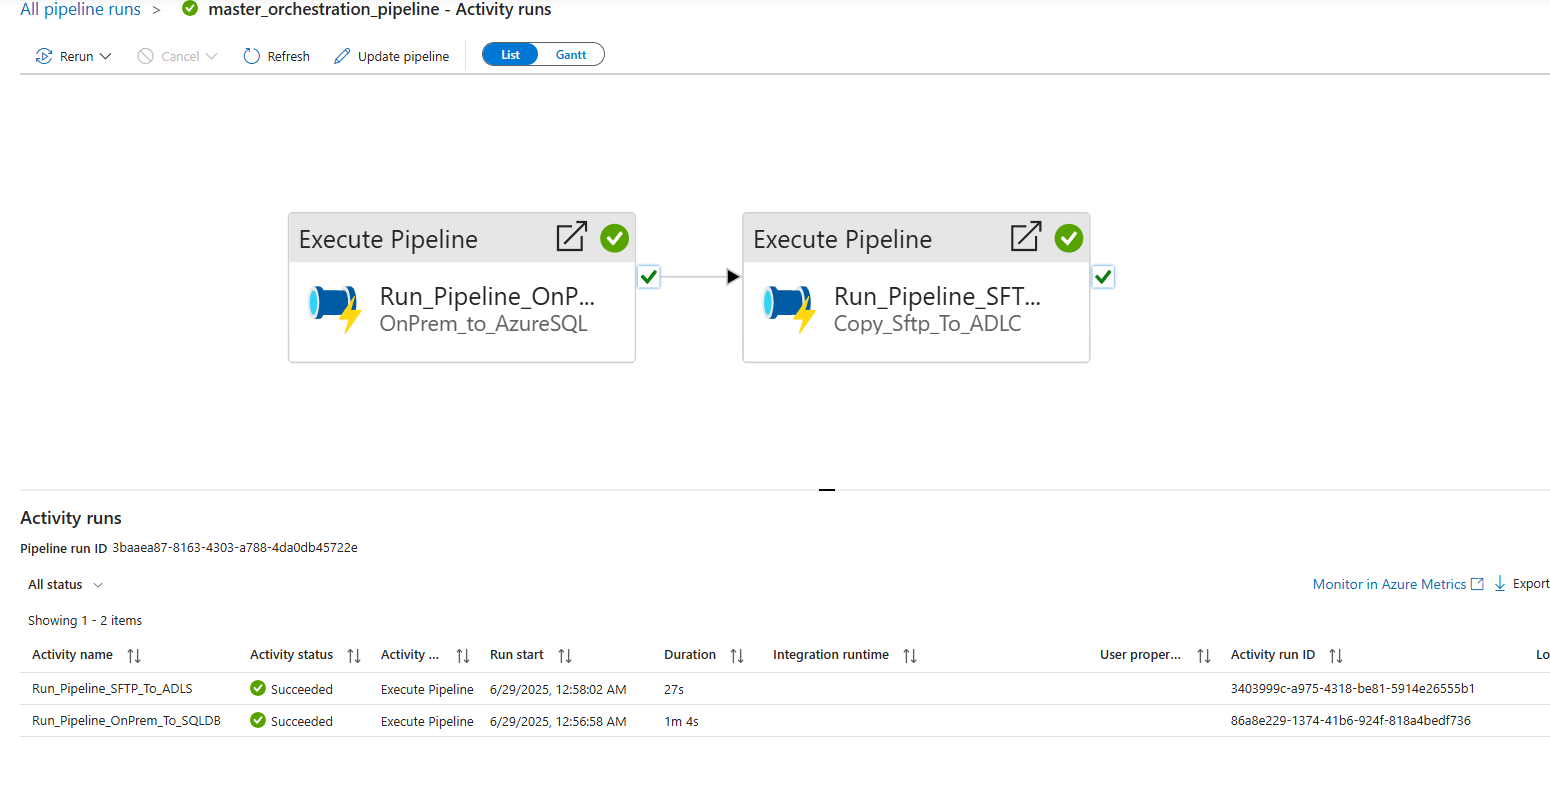 All pipeline runs > master_orchestration_pipeline - Activity runs
Rerun Cancel Refresh Update pipeline List Gantt
Execute Pipeline
Run_Pipeline_OnP...
OnPrem_to_AzureSQL
Execute Pipeline
Run_Pipeline_SFT...
Copy_Sftp_To_ADLC
Activity runs
Pipeline run ID 3baaea87-8163-4303-a788-4da0db45722e
All status
Monitor in Azure Metrics Export
Showing 1 - 2 items
Activity name Activity status Activity ... Run start Duration Integration runtime User proper... Activity run ID Lo
Run_Pipeline_SFTP_To_ADLS Succeeded Execute Pipeline 6/29/2025, 12:58:02 AM 27s 3403999c-a975-4318-be81-5914e26555b1
Run_Pipeline_OnPrem_To_SQLDB Succeeded Execute Pipeline 6/29/2025, 12:56:58 AM 1m 4s 86a8e229-1374-41b6-924f-818a4bedf736